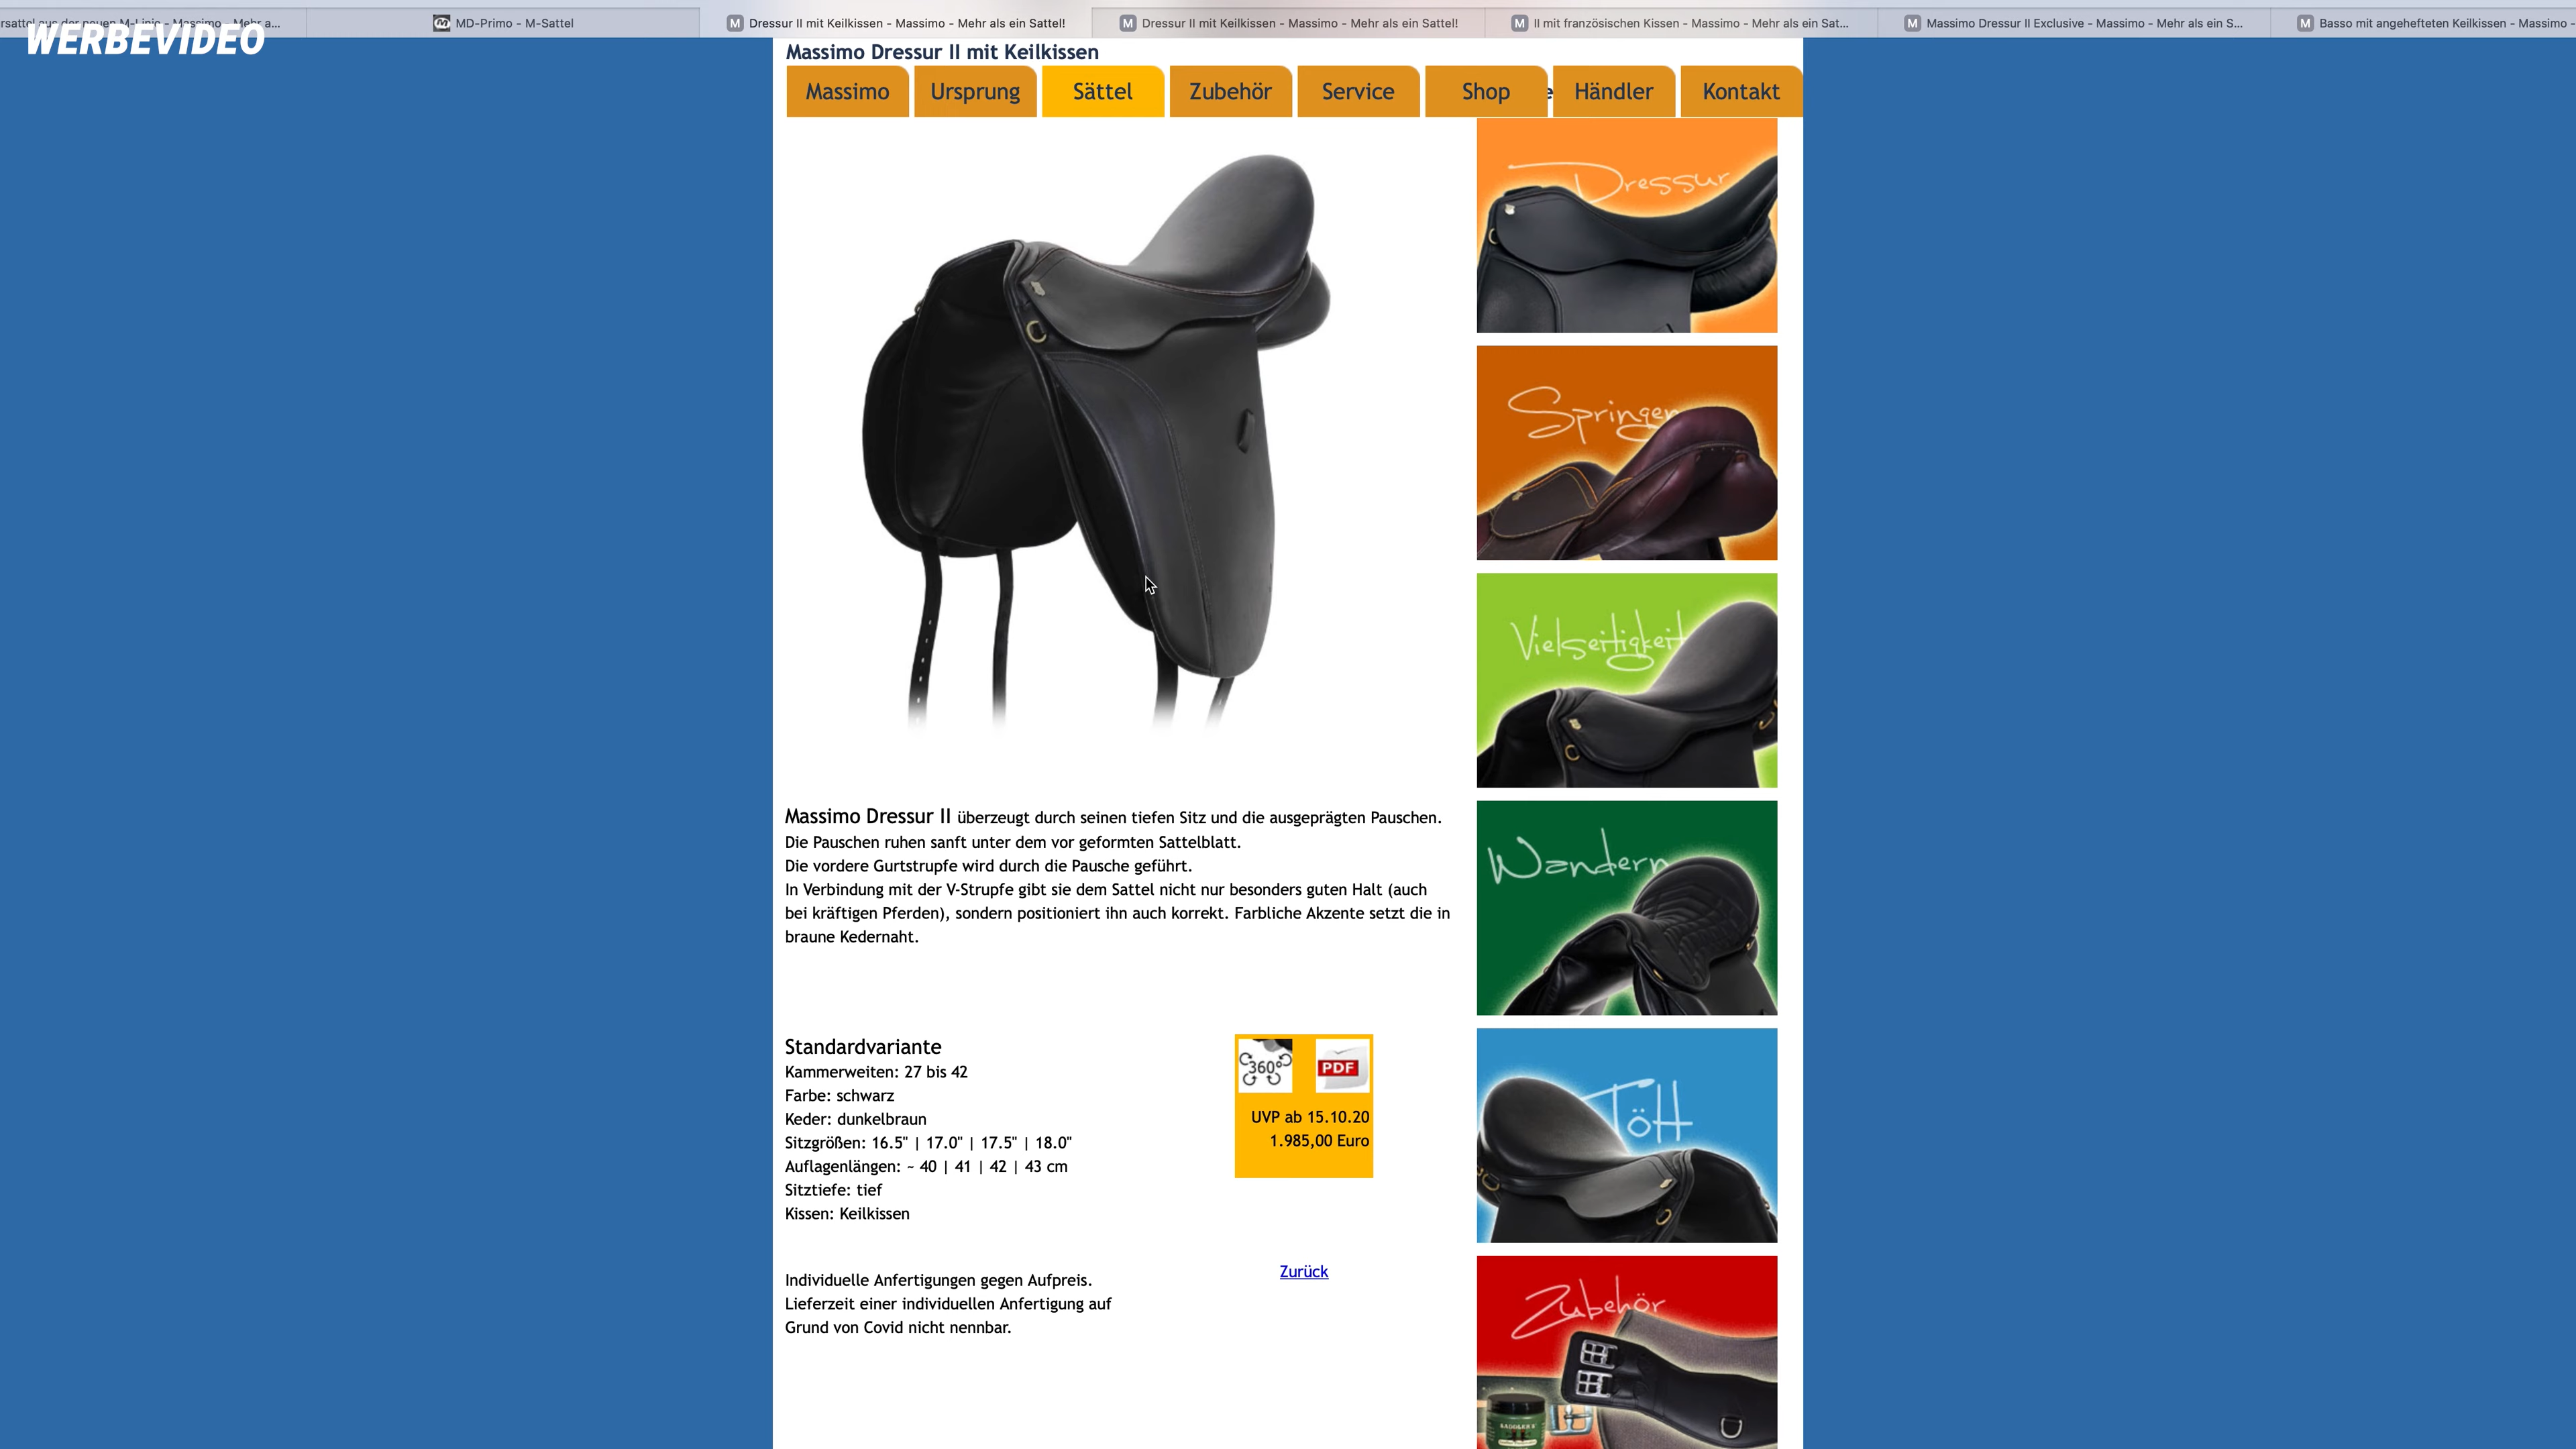 rsattel aus der neuen M-Linie - Massimo - Mehr a...
MD-Primo - M-Sattel
Dressur II mit Keilkissen - Massimo - Mehr als ein Sattel!
Dressur II mit Keilkissen - Massimo - Mehr als ein Sattel!
II mit französischen Kissen - Massimo - Mehr als ein Sat...
Massimo Dressur II Exclusive - Massimo - Mehr als ein S...
Basso mit angehefteten Keilkissen - Massimo -
WERBEVIDEO
Massimo Dressur II mit Keilkissen
Massimo
Ursprung
Sättel
Zubehör
Service
Shop
e
Händler
Kontakt
Dressur
Springen
Vielseitigkeit
Wandern
Tölt
Zubehör
SADDLER'S
Massimo Dressur II überzeugt durch seinen tiefen Sitz und die ausgeprägten Pauschen.
Die Pauschen ruhen sanft unter dem vor geformten Sattelblatt.
Die vordere Gurtstrupfe wird durch die Pausche geführt.
In Verbindung mit der V-Strupfe gibt sie dem Sattel nicht nur besonders guten Halt (auch
bei kräftigen Pferden), sondern positioniert ihn auch korrekt. Farbliche Akzente setzt die in
braune Kedernaht.
Standardvariante
Kammerweiten: 27 bis 42
Farbe: schwarz
Keder: dunkelbraun
Sitzgrößen: 16.5" | 17.0" | 17.5" | 18.0"
Auflagenlängen: ~ 40 | 41 | 42 | 43 cm
Sitztiefe: tief
Kissen: Keilkissen
360°
PDF
UVP ab 15.10.20
1.985,00 Euro
Zurück
Individuelle Anfertigungen gegen Aufpreis.
Lieferzeit einer individuellen Anfertigung auf
Grund von Covid nicht nennbar.